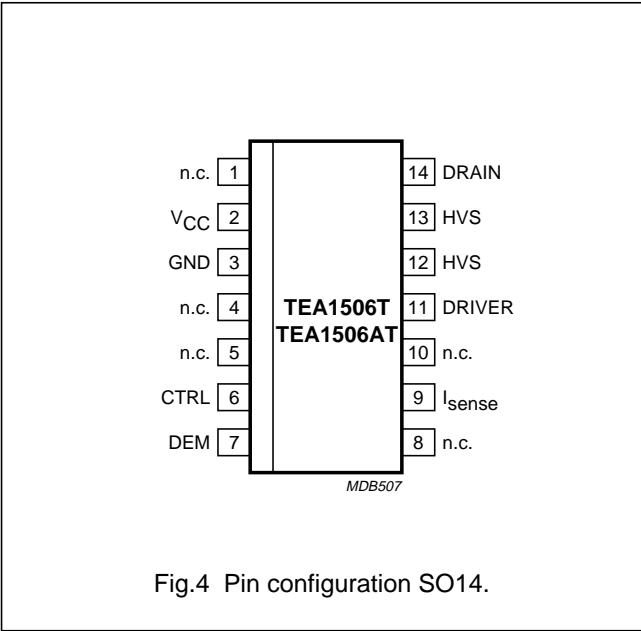 n.c. 1 14 DRAIN
VCC 2 13 HVS
GND 3 12 HVS
n.c. 4 TEA1506T 11 DRIVER
TEA1506AT
n.c. 5 10 n.c.
CTRL 6 9 Isense
DEM 7 8 n.c.
MDB507
Fig.4 Pin configuration SO14.